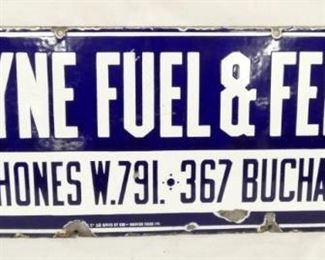 YNE FUEL & FE
HONES W.791. 367 BUCHA